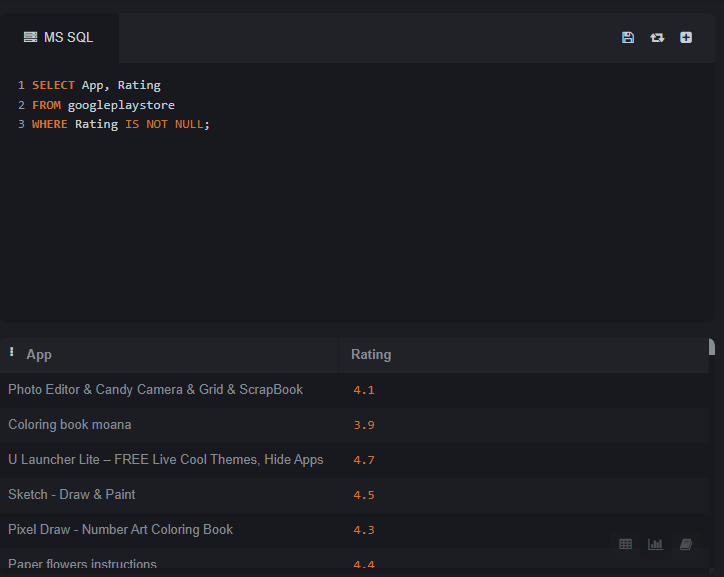 MS SQL
1 SELECT App, Rating
2 FROM googleplaystore
3 WHERE Rating IS NOT NULL;
App Rating
Photo Editor & Candy Camera & Grid & ScrapBook 4.1
Coloring book moana 3.9
U Launcher Lite – FREE Live Cool Themes, Hide Apps 4.7
Sketch - Draw & Paint 4.5
Pixel Draw - Number Art Coloring Book 4.3
Paper flowers instructions 4.4